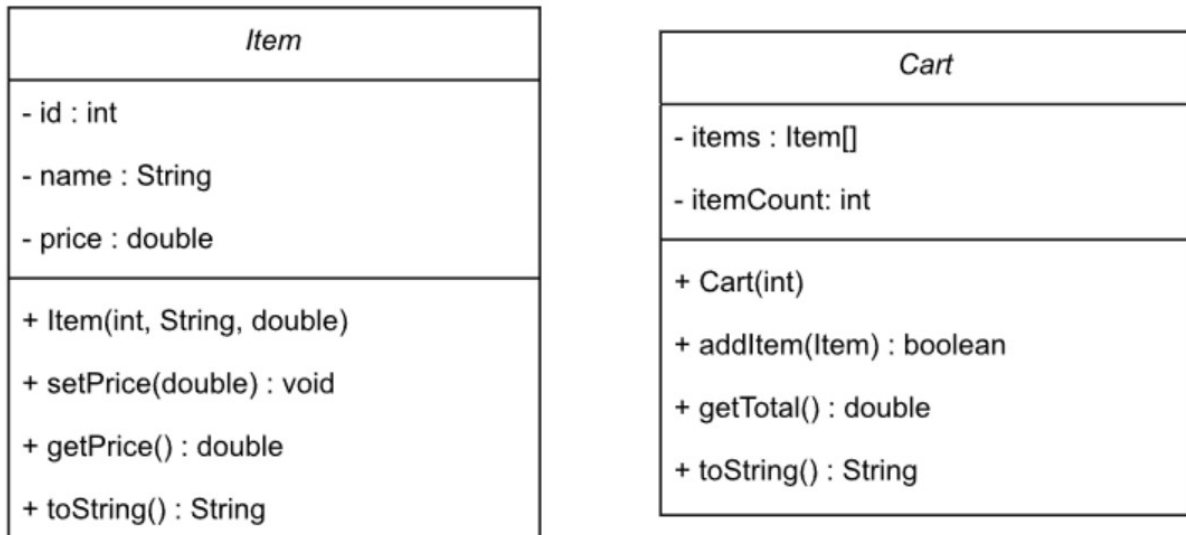 Item
- id : int
- name : String
- price : double
+ Item(int, String, double)
+ setPrice(double) : void
+ getPrice() : double
+ toString() : String
Cart
- items : Item[]
- itemCount: int
+ Cart(int)
+ addItem(Item) : boolean
+ getTotal() : double
+ toString() : String